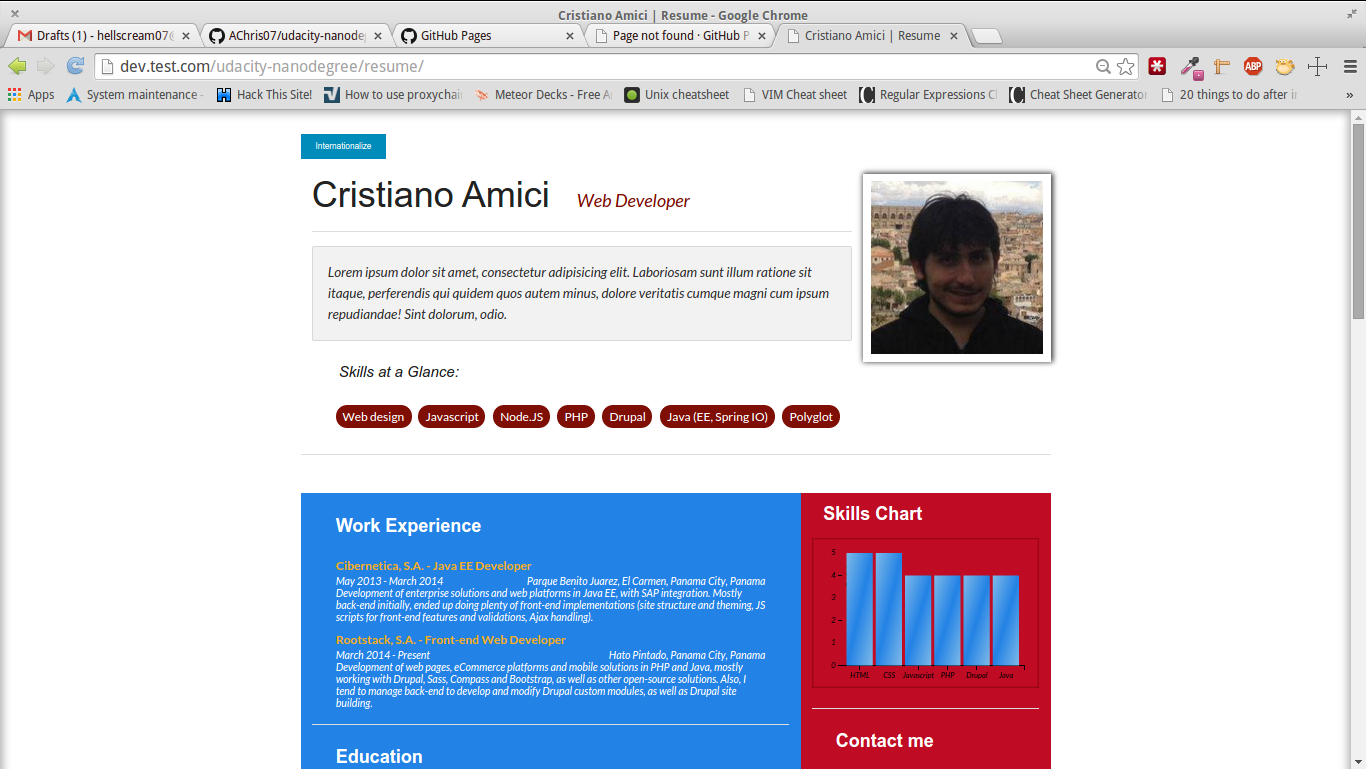 Cristiano Amici | Resume - Google Chrome
Drafts (1) - hellscream07@
AChris07/udacity-nanode
GitHub Pages
Page not found · GitHub P
Cristiano Amici | Resume
dev.test.com/udacity-nanodegree/resume/
ABP
Apps
System maintenance -
Hack This Site!
How to use proxychain
Meteor Decks - Free
Unix cheatsheet
VIM Cheat sheet
Regular Expressions
Cheat Sheet Generator
20 things to do after
»
Internationalize
Cristiano Amici
Web Developer
Lorem ipsum dolor sit amet, consectetur adipisicing elit. Laboriosam sunt illum ratione sit
itaque, perferendis qui quidem quos autem minus, dolore veritatis cumque magni cum ipsum
repudiandae! Sint dolorum, odio.
Skills at a Glance:
Web design
Javascript
Node.JS
PHP
Drupal
Java (EE, Spring IO)
Polyglot
Work Experience
Cibernetica, S.A. - Java EE Developer
May 2013 - March 2014
Parque Benito Juarez, El Carmen, Panama City, Panama
Development of enterprise solutions and web platforms in Java EE, with SAP integration. Mostly
back-end initially, ended up doing plenty of front-end implementations (site structure and theming, JS
scripts for front-end features and validations, Ajax handling).
Rootstack, S.A. - Front-end Web Developer
March 2014 - Present
Hato Pintado, Panama City, Panama
Development of web pages, eCommerce platforms and mobile solutions in PHP and Java, mostly
working with Drupal, Sass, Compass and Bootstrap, as well as other open-source solutions. Also, I
tend to manage back-end to develop and modify Drupal custom modules, as well as Drupal site
building.
Education
Skills Chart
5
4
3
2
1
0
HTML
CSS
Javascript
PHP
Drupal
Java
Contact me